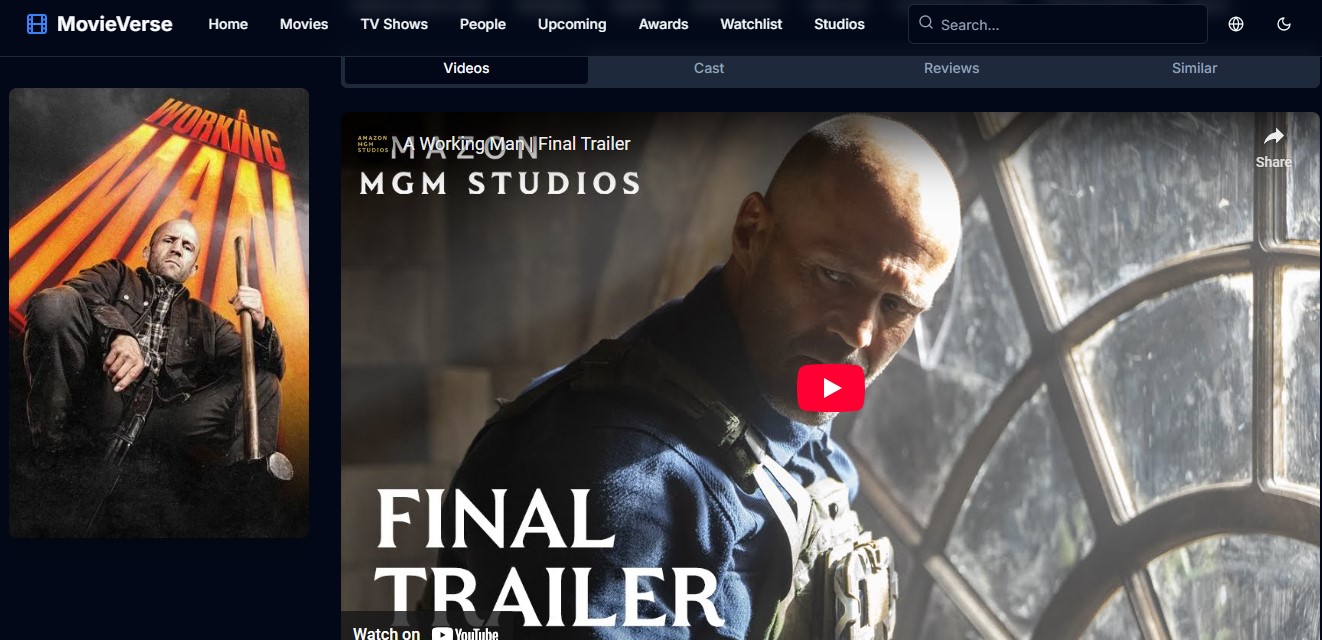 MovieVerse Home Movies TV Shows People Upcoming Awards Watchlist Studios Search...
Videos Cast Reviews Similar
A
WORKING
MAN
AMAZON
MGM
STUDIOS
A Working Man | Final Trailer
Share
AMAZON
MGM STUDIOS
FINAL
TRAILER
Watch on YouTube